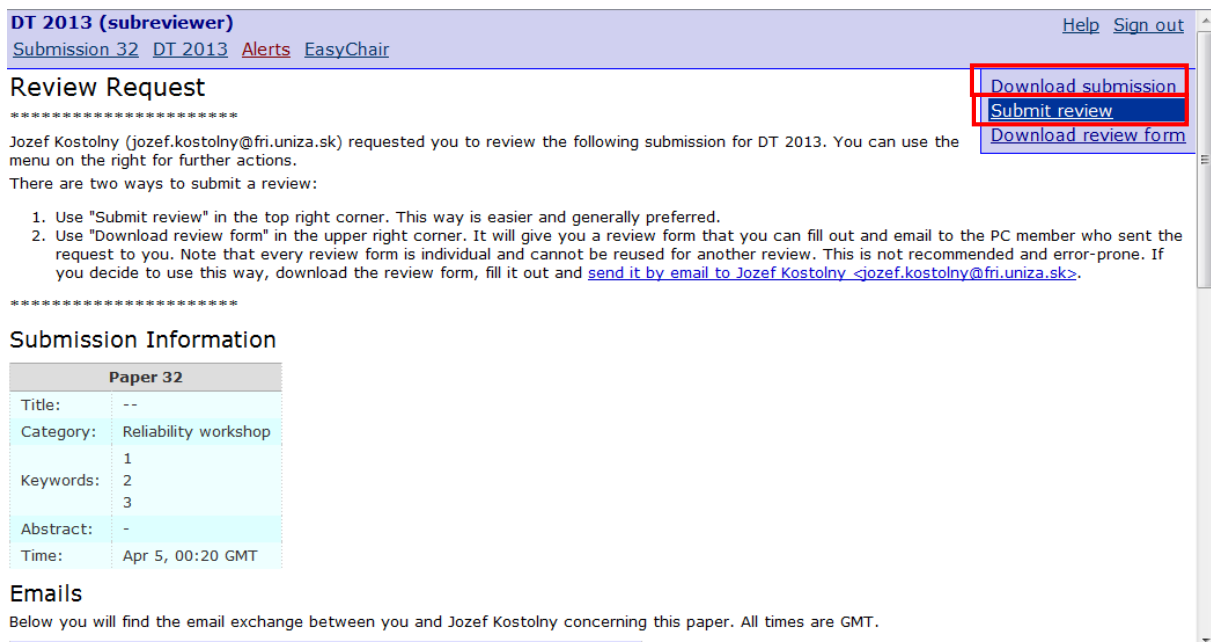 DT 2013 (subreviewer)
Help Sign out
Submission 32 DT 2013 Alerts EasyChair
Review Request
Download submission
Submit review
Download review form
**********************
Jozef Kostolny (jozef.kostolny@fri.uniza.sk) requested you to review the following submission for DT 2013. You can use the
menu on the right for further actions.
There are two ways to submit a review:
1. Use "Submit review" in the top right corner. This way is easier and generally preferred.
2. Use "Download review form" in the upper right corner. It will give you a review form that you can fill out and email to the PC member who sent the
request to you. Note that every review form is individual and cannot be reused for another review. This is not recommended and error-prone. If
you decide to use this way, download the review form, fill it out and send it by email to Jozef Kostolny <jozef.kostolny@fri.uniza.sk>.
**********************
Submission Information
Paper 32
Title: --
Category: Reliability workshop
Keywords: 1
2
3
Abstract: -
Time: Apr 5, 00:20 GMT
Emails
Below you will find the email exchange between you and Jozef Kostolny concerning this paper. All times are GMT.